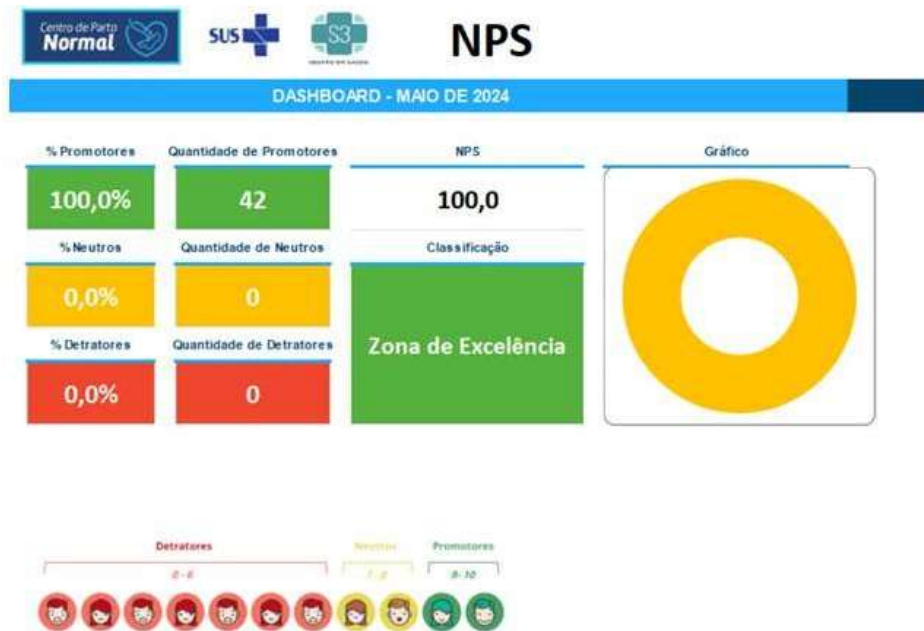 Centro de Parto
Normal
SUS
S3
NPS
DASHBOARD - MAIO DE 2024
% Promotores
Quantidade de Promotores
NPS
Gráfico
100,0%
42
100,0
% Neutros
Quantidade de Neutros
Classificação
0,0%
0
Zona de Excelência
% Detratores
Quantidade de Detratores
0,0%
0
Detratores
Neutros
Promotores
0 - 6
9- 10